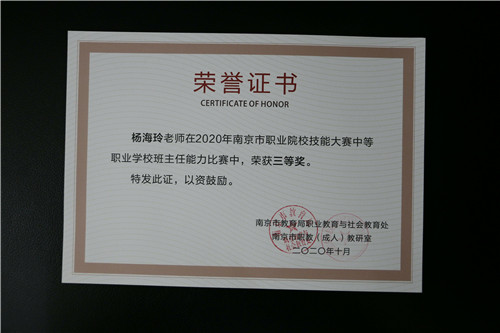 荣誉证书
CERTIFICATE OF HONOR
杨海玲老师在2020年南京市职业院校技能大赛中等
职业学校班主任能力比赛中，荣获三等奖。
特发此证，以资鼓励。
南京市教育局职业教育与社会教育处
南京市职教（成人）教研室
二〇二〇年十月